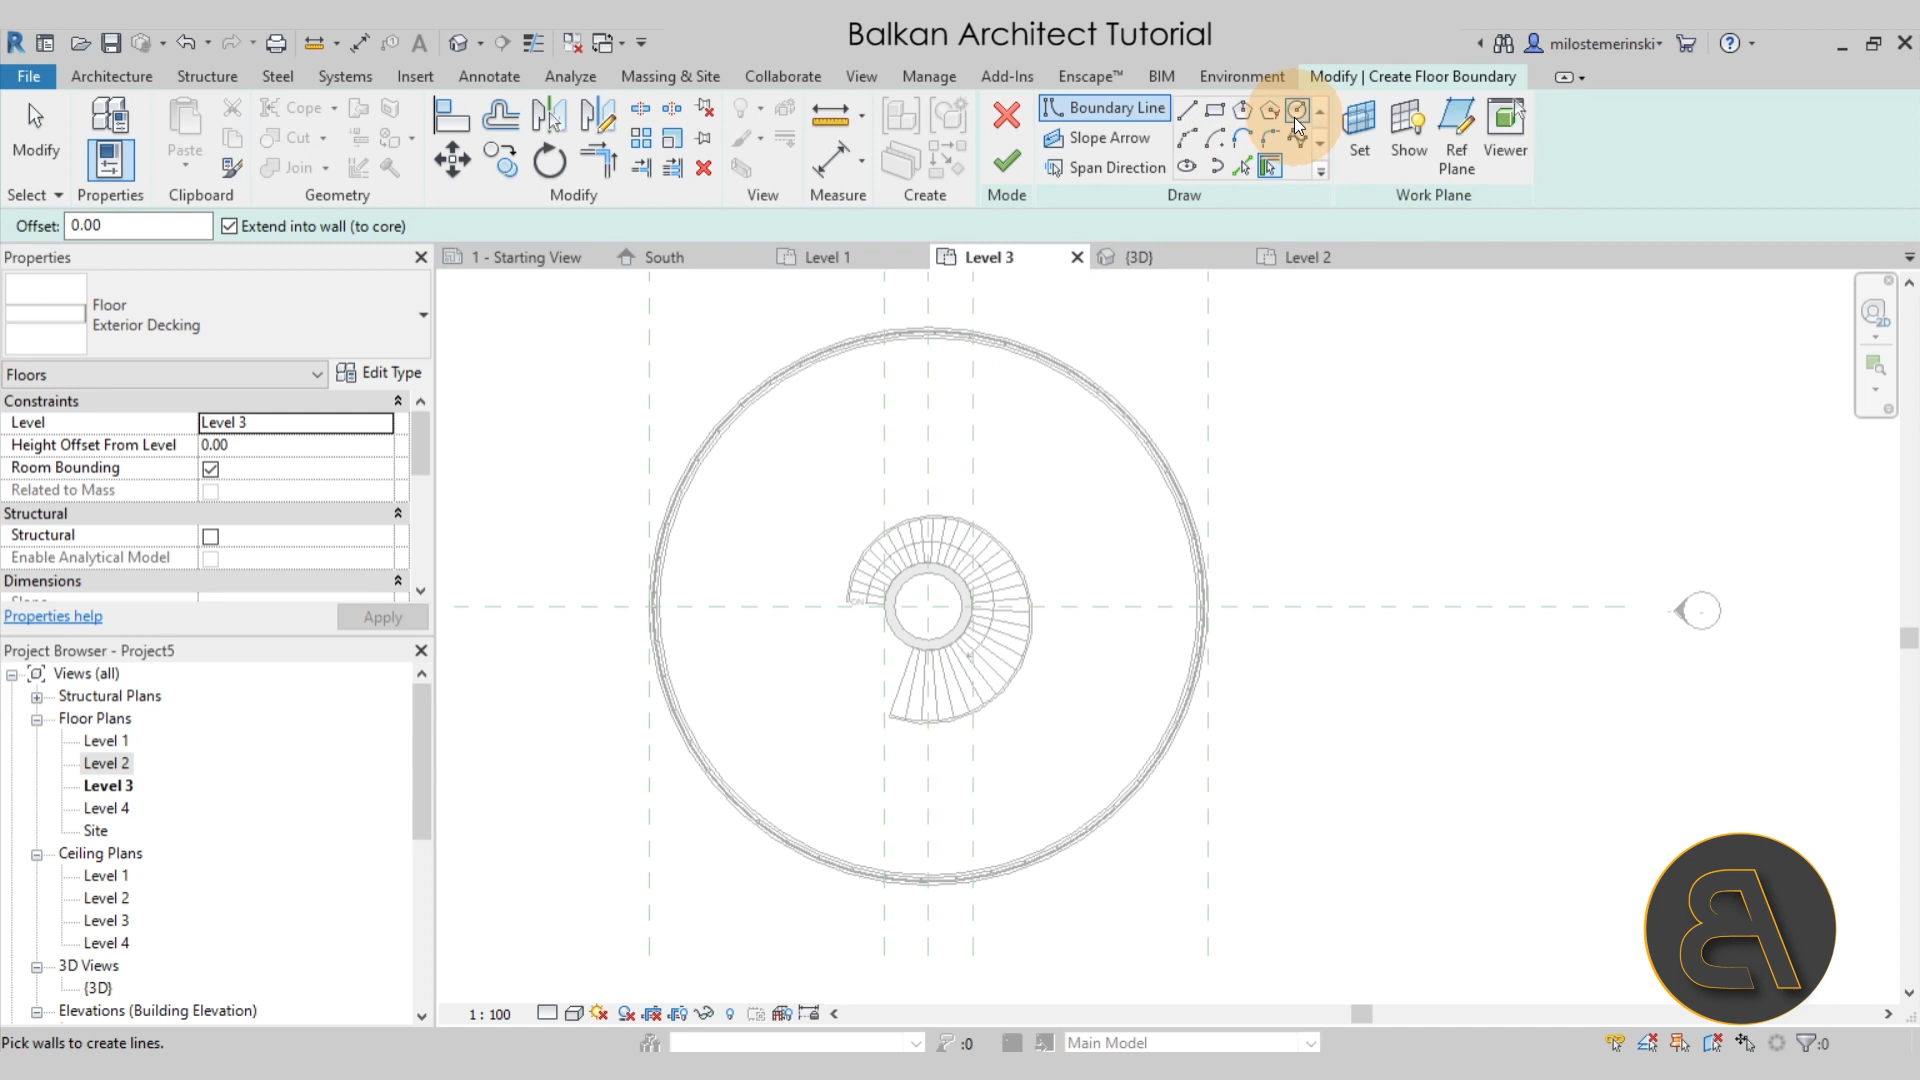 Balkan Architect Tutorial
milostemerinski
File Architecture Structure Steel Systems Insert Annotate Analyze Massing & Site Collaborate View Manage Add-Ins Enscape™ BIM Environment Modify | Create Floor Boundary
Modify
Paste
Cope
Cut
Join
Boundary Line
Slope Arrow
Span Direction
Set
Show
Ref
Plane
Viewer
Select Properties Clipboard Geometry Modify View Measure Create Mode Draw Work Plane
Offset: 0.00 Extend into wall (to core)
Properties
1 - Starting View South Level 1 Level 3 {3D} Level 2
Floor
Exterior Decking
2D
Floors
Edit Type
Constraints
Level Level 3
Height Offset From Level 0.00
Room Bounding
Related to Mass
Structural
Structural
Enable Analytical Model
Dimensions
Properties help
Apply
Project Browser - Project5
Views (all)
Structural Plans
Floor Plans
Level 1
Level 2
Level 3
Level 4
Site
Ceiling Plans
Level 1
Level 2
Level 3
Level 4
3D Views
{3D}
Elevations (Building Elevation)
1 : 100
Pick walls to create lines.
:0
Main Model
:0